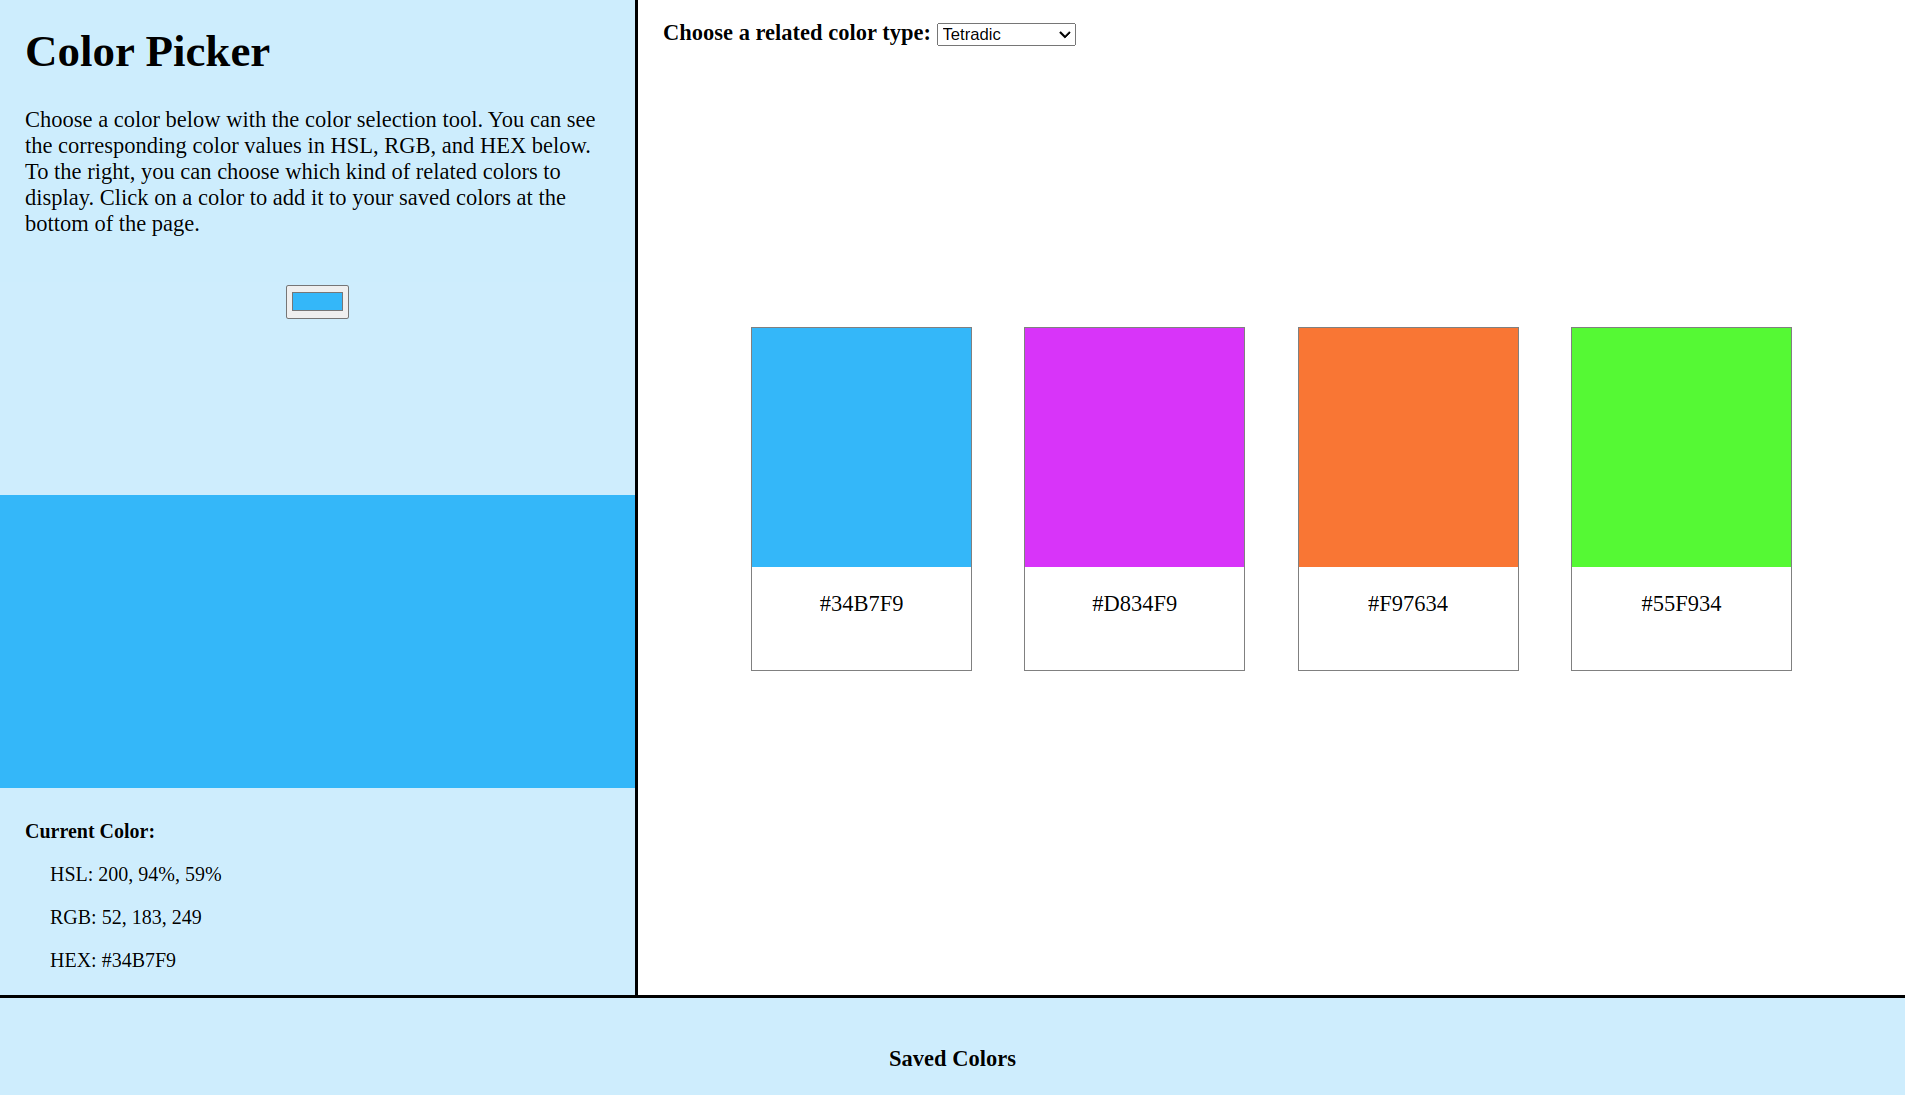 Color Picker
Choose a color below with the color selection tool. You can see
the corresponding color values in HSL, RGB, and HEX below.
To the right, you can choose which kind of related colors to
display. Click on a color to add it to your saved colors at the
bottom of the page.
Current Color:
HSL: 200, 94%, 59%
RGB: 52, 183, 249
HEX: #34B7F9
Choose a related color type: Tetradic
#34B7F9
#D834F9
#F97634
#55F934
Saved Colors